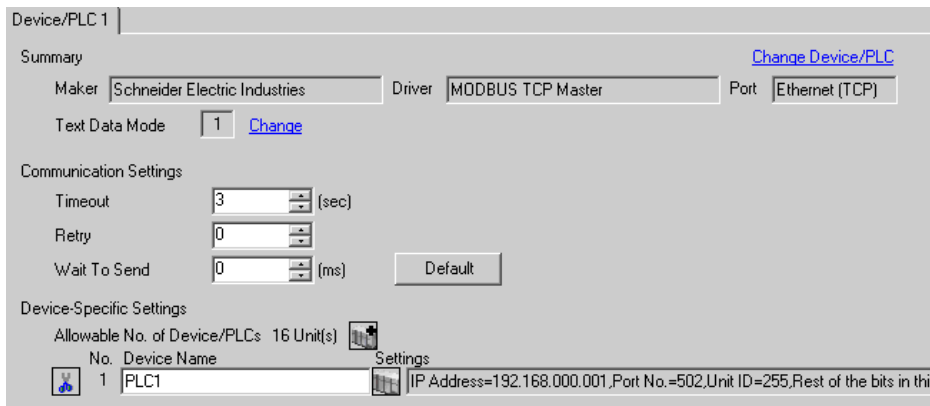 Device/PLC 1
Summary Change Device/PLC
Maker Schneider Electric Industries Driver MODBUS TCP Master Port Ethernet (TCP)
Text Data Mode 1 Change
Communication Settings
Timeout 3 (sec)
Retry 0
Wait To Send 0 (ms) Default
Device-Specific Settings
Allowable No. of Device/PLCs 16 Unit(s)
No. Device Name Settings
1 PLC1 IP Address=192.168.000.001,Port No.=502,Unit ID=255,Rest of the bits in thi